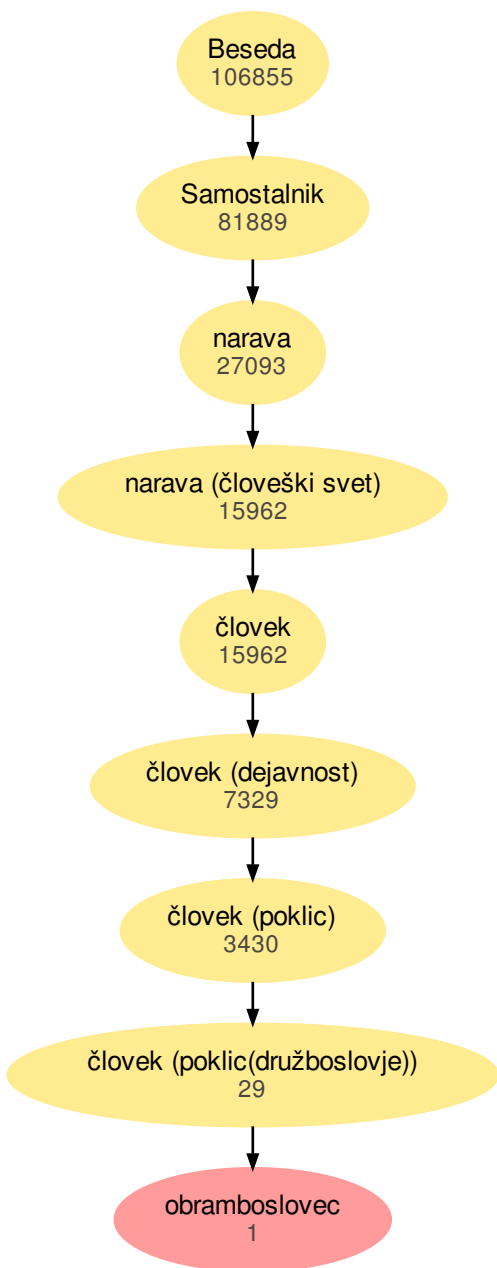 Beseda
106855
Samostalnik
81889
narava
27093
narava (človeški svet)
15962
človek
15962
človek (dejavnost)
7329
človek (poklic)
3430
človek (poklic(družboslovje))
29
obramboslovec
1